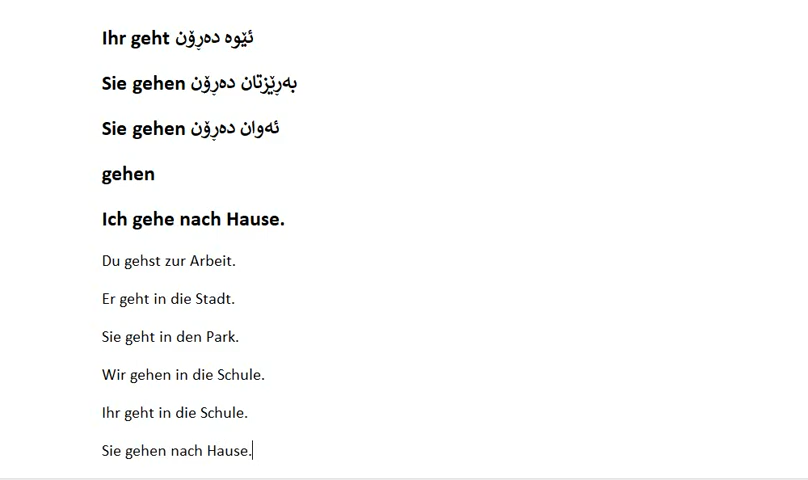 Ihr geht ئێوە دەڕۆن
Sie gehen بەڕێزتان دەڕۆن
Sie gehen ئەوان دەڕۆن
gehen
Ich gehe nach Hause.
Du gehst zur Arbeit.
Er geht in die Stadt.
Sie geht in den Park.
Wir gehen in die Schule.
Ihr geht in die Schule.
Sie gehen nach Hause.